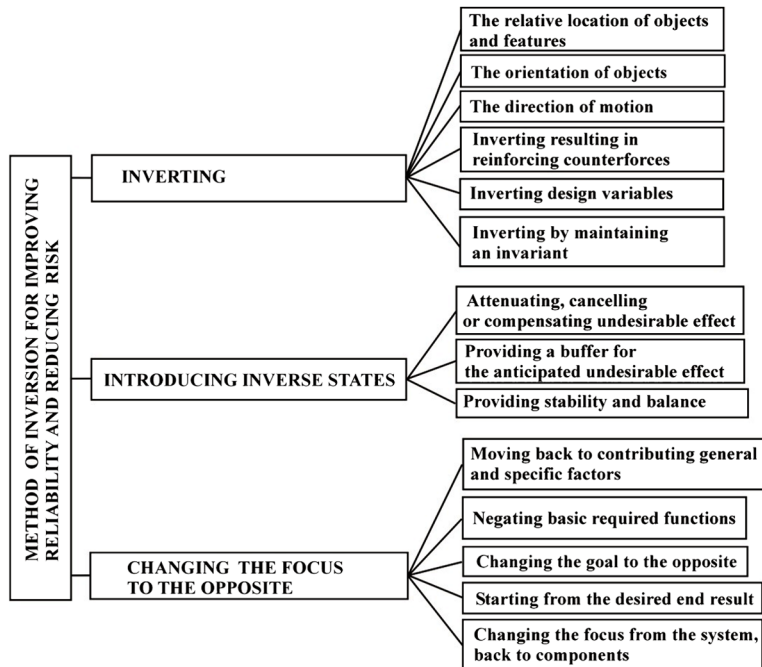 METHOD OF INVERSION FOR IMPROVING
RELIABILITY AND REDUCING RISK
INVERTING
The relative location of objects
and features
The orientation of objects
The direction of motion
Inverting resulting in
reinforcing counterforces
Inverting design variables
Inverting by maintaining
an invariant
INTRODUCING INVERSE STATES
Attenuating, cancelling
or compensating undesirable effect
Providing a buffer for
the anticipated undesirable effect
Providing stability and balance
CHANGING THE FOCUS
TO THE OPPOSITE
Moving back to contributing general
and specific factors
Negating basic required functions
Changing the goal to the opposite
Starting from the desired end result
Changing the focus from the system,
back to components